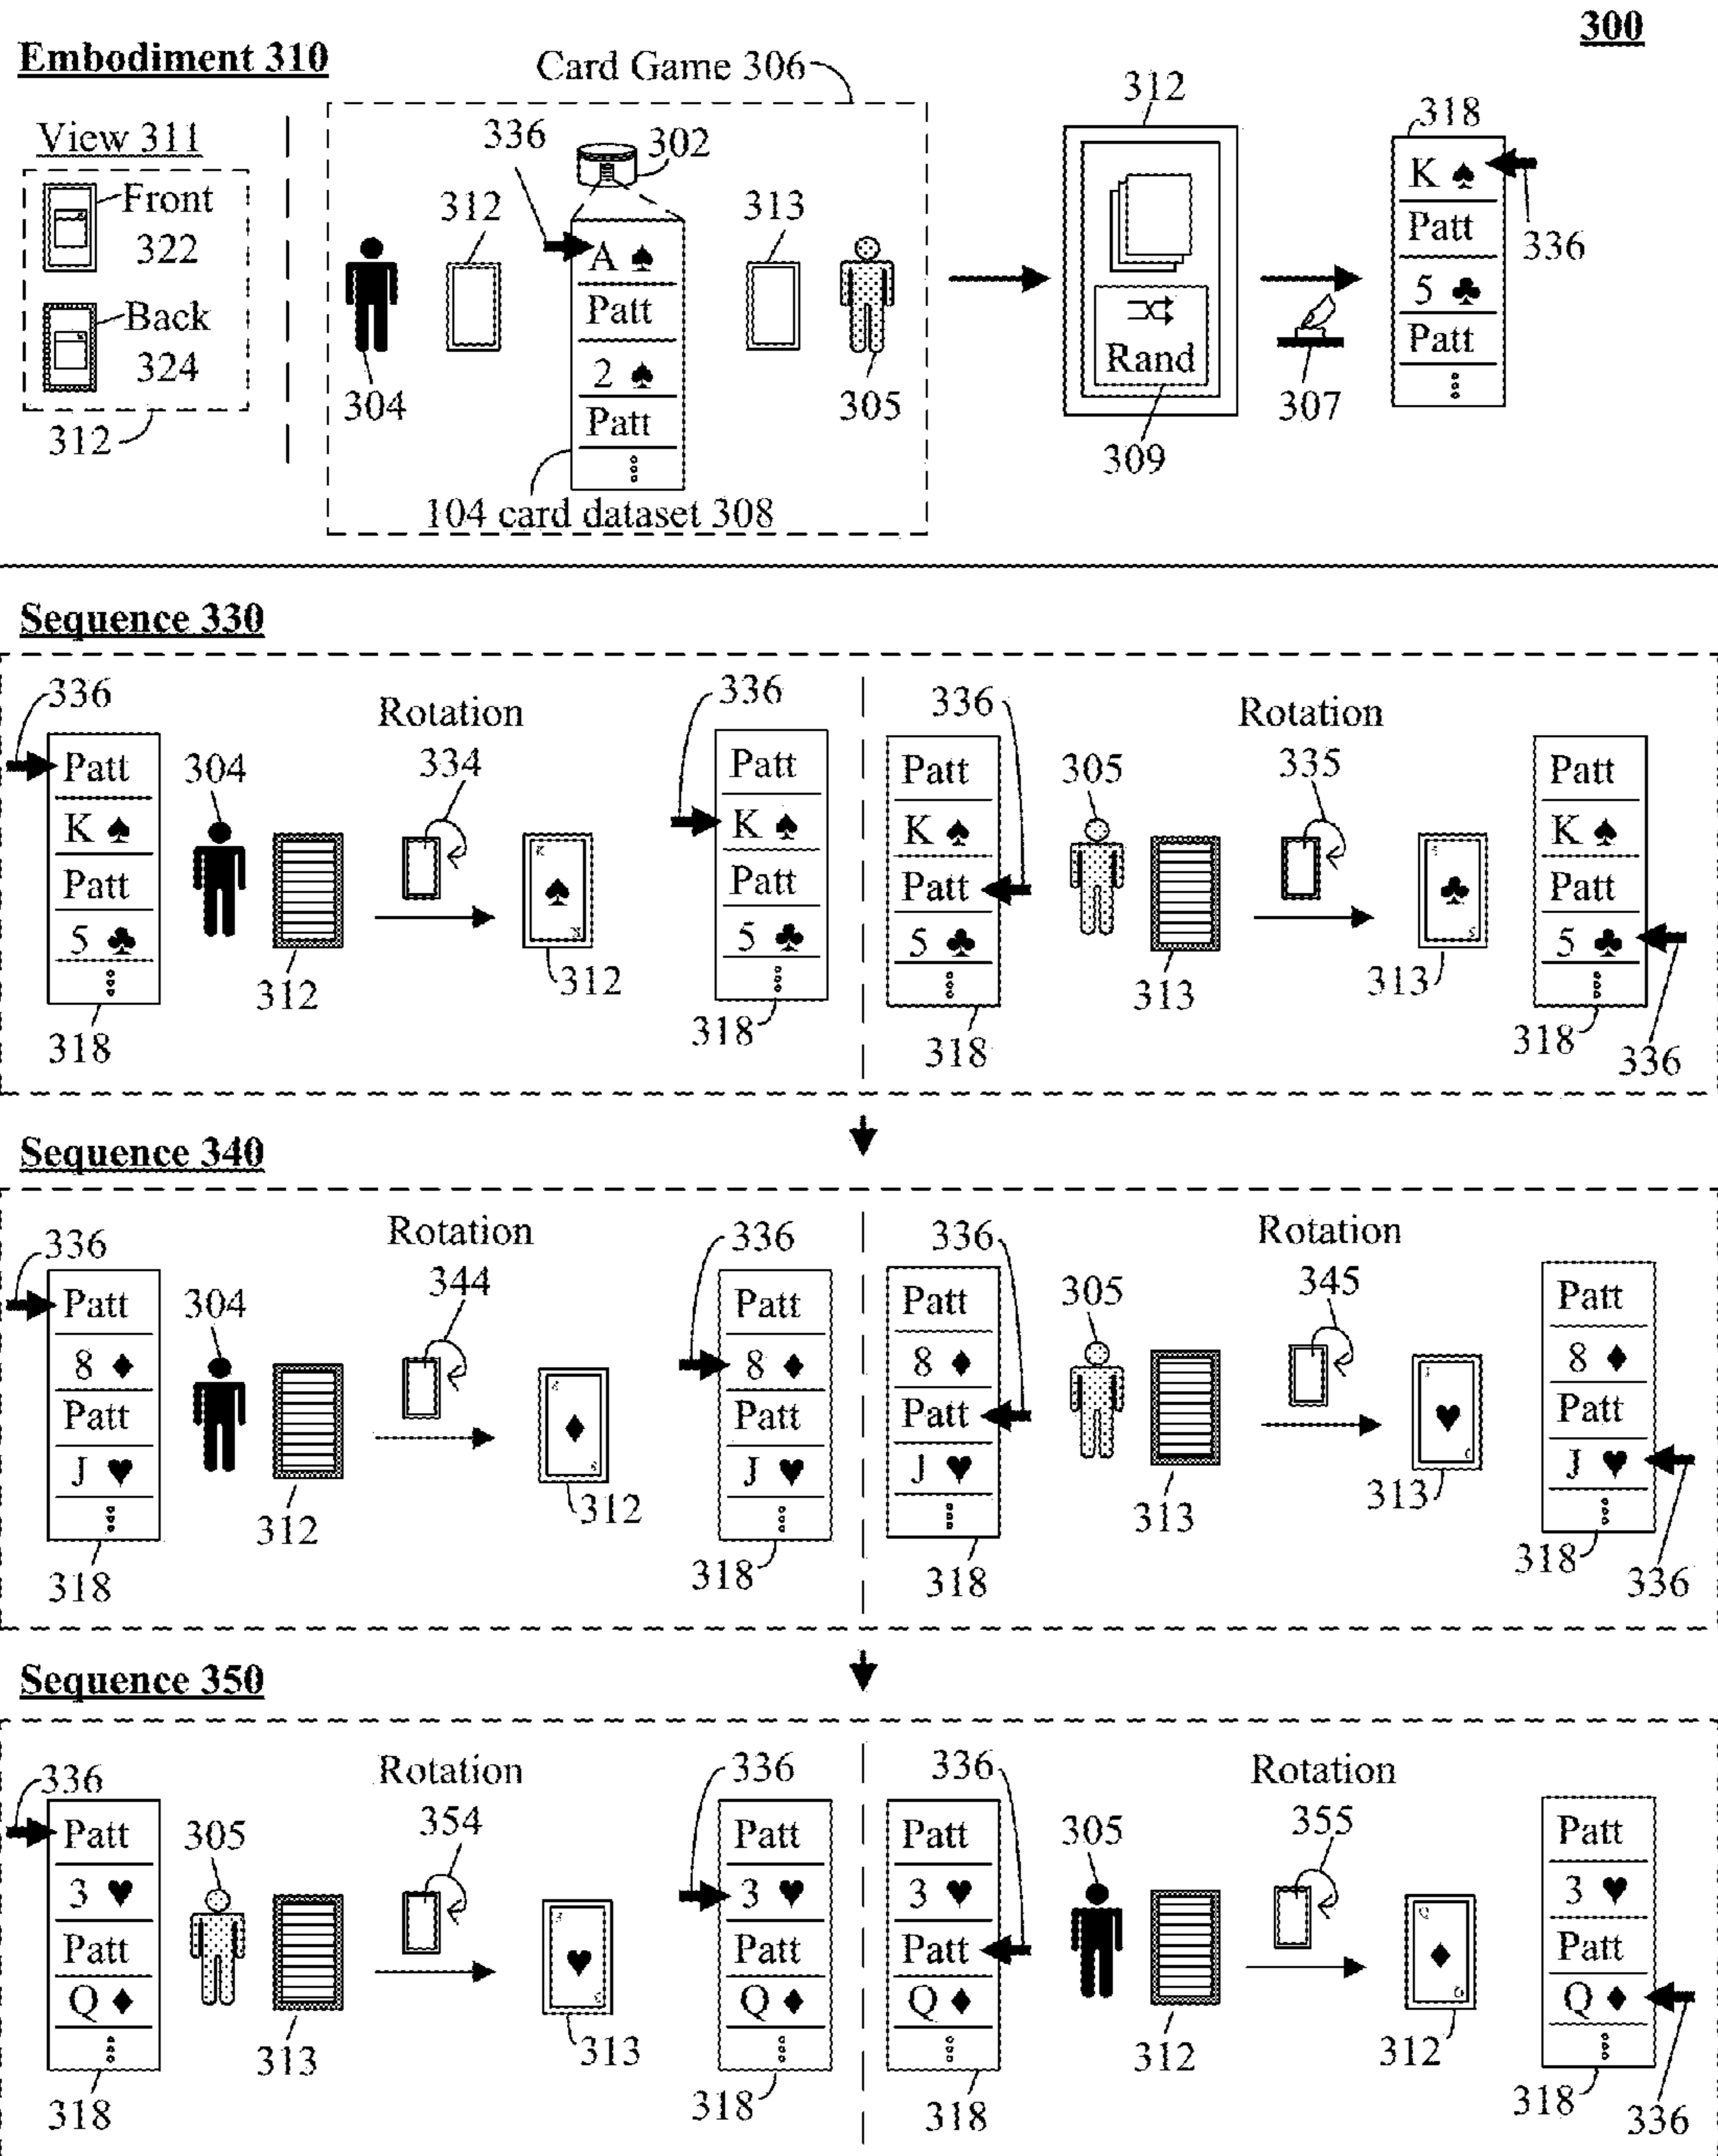 300
Embodiment 310
Card Game 306
View 311
Front
322
Back
324
312
336
302
312
313
A ♠
Patt
2 ♠
Patt
304
305
104 card dataset 308
312
Rand
309
307
318
K ♠
Patt
5 ♣
Patt
336
Sequence 330
336
Patt
K ♠
Patt
5 ♣
318
304
312
Rotation
334
K
312
336
Patt
K ♠
Patt
5 ♣
318
336
Patt
K ♠
Patt
5 ♣
318
305
313
Rotation
335
5
313
Patt
K ♠
Patt
5 ♣
318
336
Sequence 340
336
Patt
8 ♦
Patt
J ♥
318
304
312
Rotation
344
8
312
336
Patt
8 ♦
Patt
J ♥
318
336
Patt
8 ♦
Patt
J ♥
318
305
313
Rotation
345
J
313
Patt
8 ♦
Patt
J ♥
318
336
Sequence 350
336
Patt
3 ♥
Patt
Q ♦
318
305
313
Rotation
354
3
313
336
Patt
3 ♥
Patt
Q ♦
318
336
Patt
3 ♥
Patt
Q ♦
318
305
312
Rotation
355
Q
312
Patt
3 ♥
Patt
Q ♦
318
336